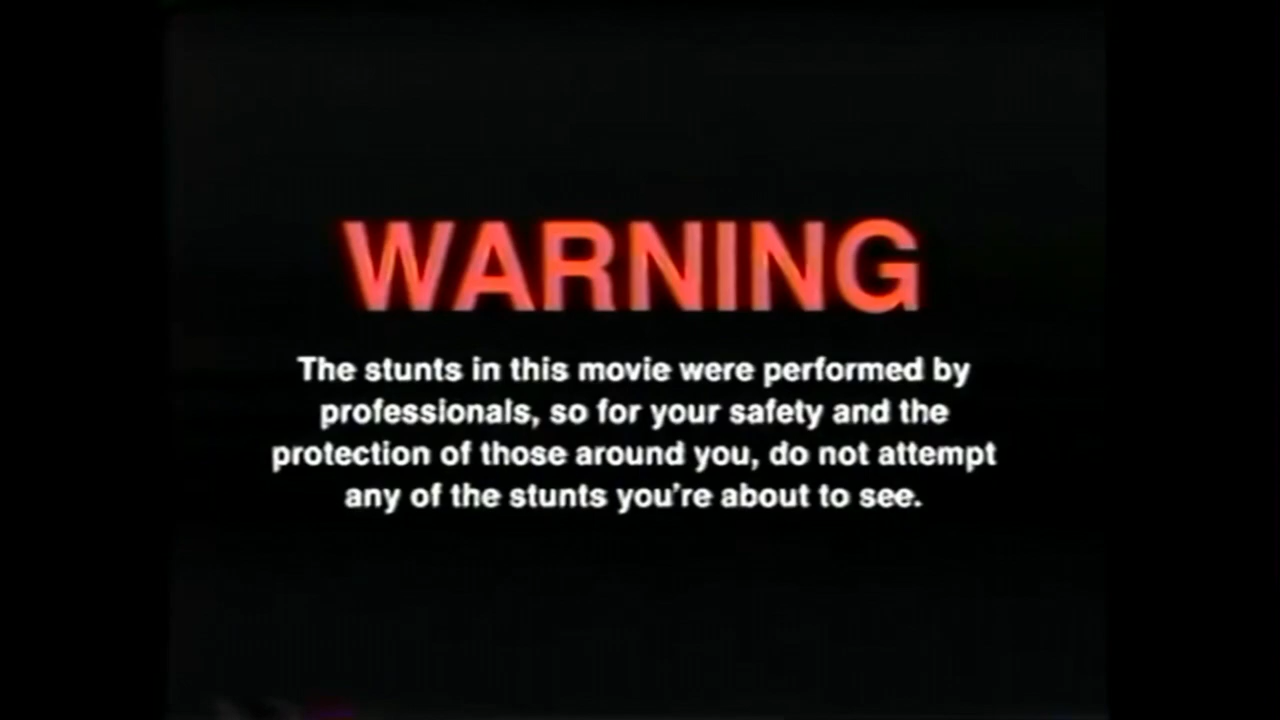 WARNING
The stunts in this movie were performed by
professionals, so for your safety and the
protection of those around you, do not attempt
any of the stunts you're about to see.